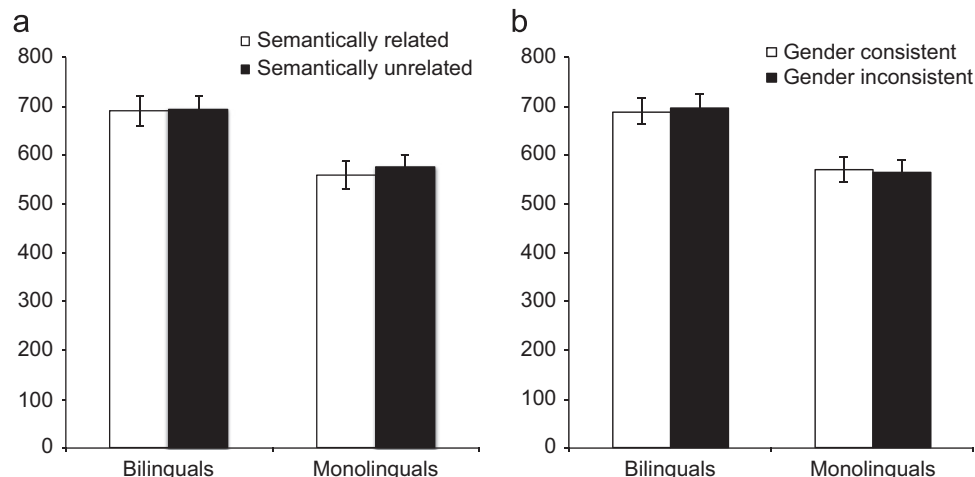 a
Semantically related
Semantically unrelated
800
700
600
500
400
300
200
100
0
Bilinguals Monolinguals
b
Gender consistent
Gender inconsistent
800
700
600
500
400
300
200
100
0
Bilinguals Monolinguals